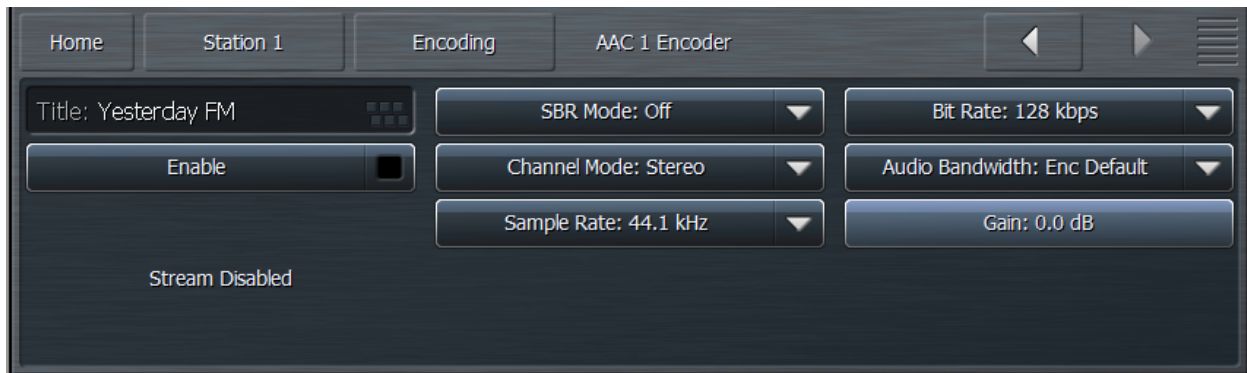 Home Station 1 Encoding AAC 1 Encoder
Title: Yesterday FM
SBR Mode: Off
Bit Rate: 128 kbps
Enable
Channel Mode: Stereo
Audio Bandwidth: Enc Default
Sample Rate: 44.1 kHz
Gain: 0.0 dB
Stream Disabled